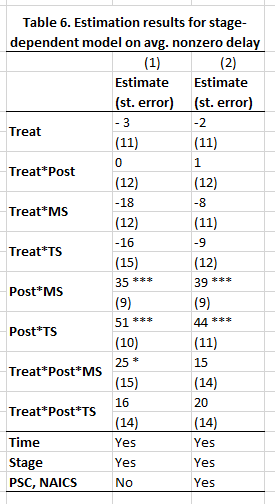 Table 6. Estimation results for stage-
dependent model on avg. nonzero delay
(1) (2)
Estimate Estimate
(st. error) (st. error)
Treat - 3 -2
(11) (11)
Treat*Post 0 1
(12) (12)
Treat*MS -18 -8
(12) (11)
Treat*TS -16 -9
(15) (12)
Post*MS 35 *** 39 ***
(9) (9)
Post*TS 51 *** 44 ***
(10) (11)
Treat*Post*MS 25 * 15
(15) (14)
Treat*Post*TS 16 20
(14) (14)
Time Yes Yes
Stage Yes Yes
PSC, NAICS No Yes